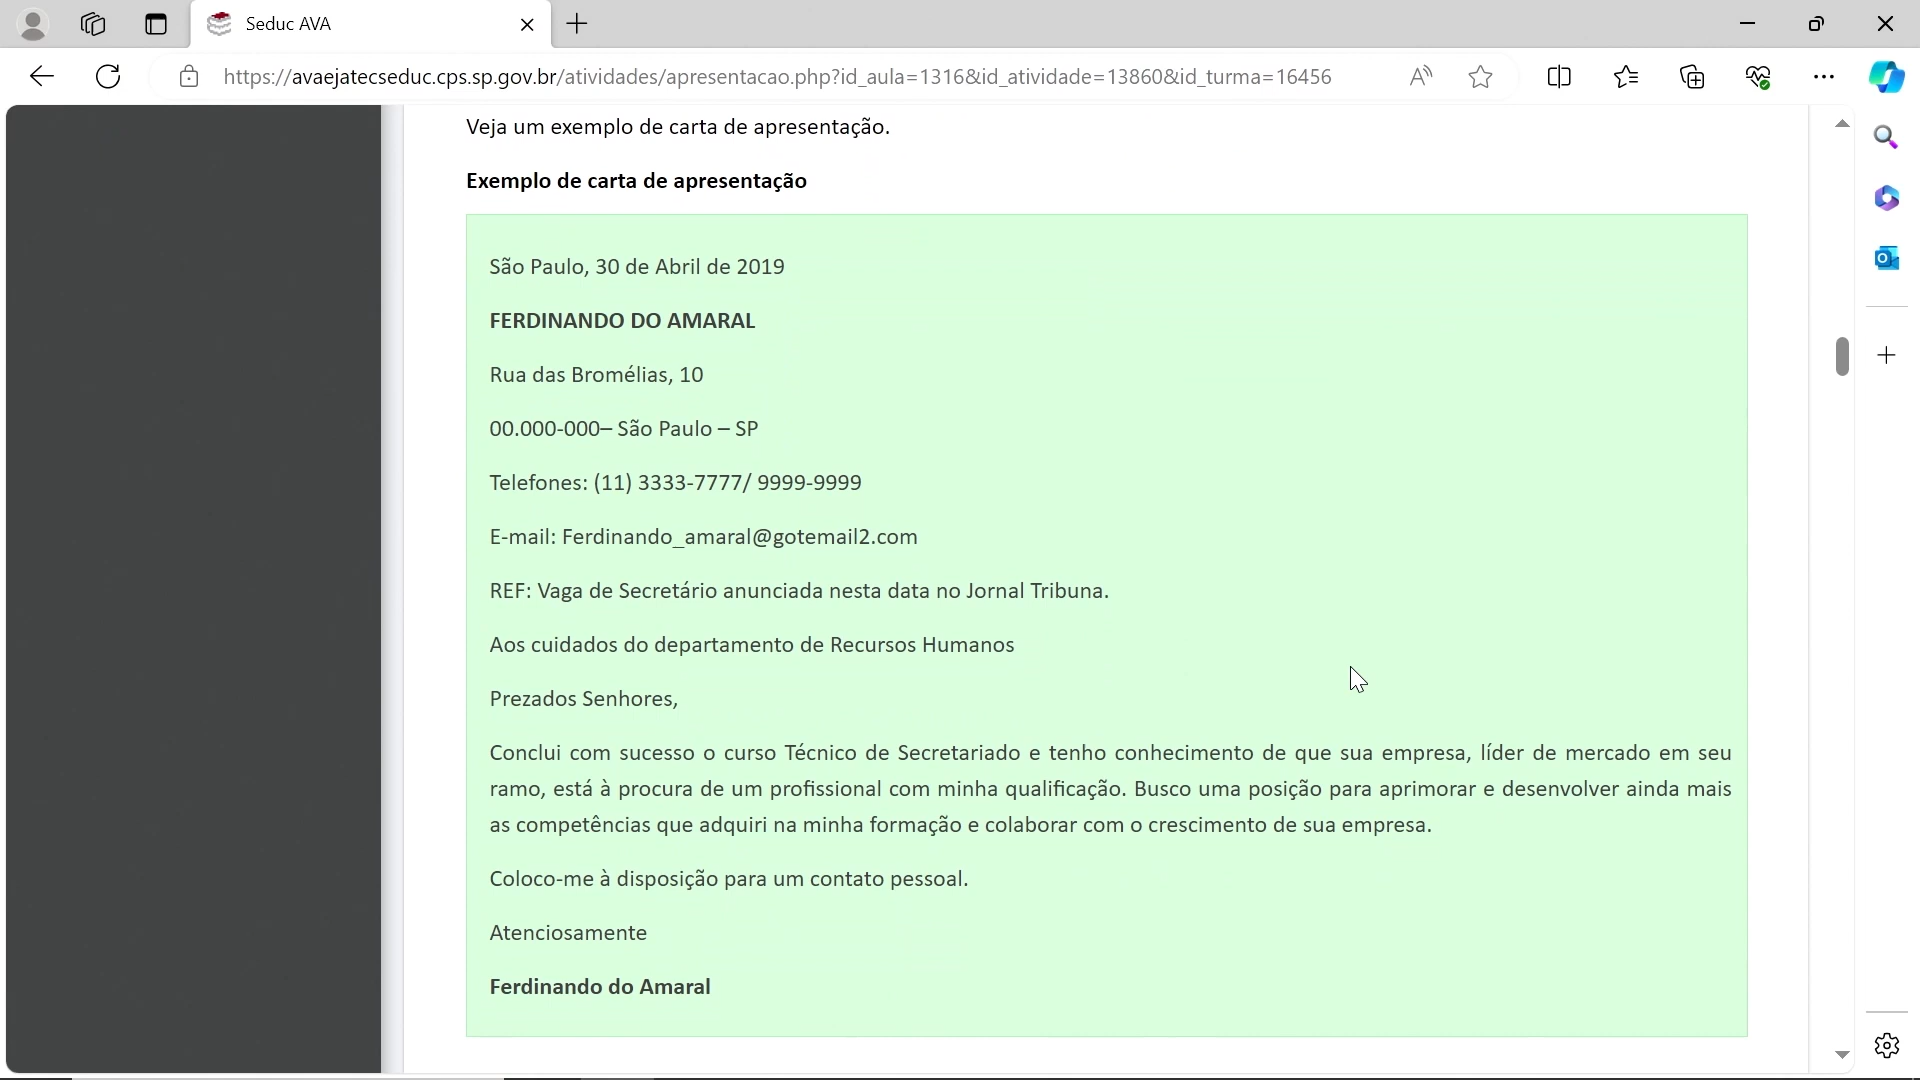 Seduc AVA
https://avaejatecseduc.cps.sp.gov.br/atividades/apresentacao.php?id_aula=1316&id_atividade=13860&id_turma=16456
Veja um exemplo de carta de apresentação.
Exemplo de carta de apresentação
São Paulo, 30 de Abril de 2019
FERDINANDO DO AMARAL
Rua das Bromélias, 10
00.000-000– São Paulo – SP
Telefones: (11) 3333-7777/ 9999-9999
E-mail: Ferdinando_amaral@gotemail2.com
REF: Vaga de Secretário anunciada nesta data no Jornal Tribuna.
Aos cuidados do departamento de Recursos Humanos
Prezados Senhores,
Conclui com sucesso o curso Técnico de Secretariado e tenho conhecimento de que sua empresa, líder de mercado em seu
ramo, está à procura de um profissional com minha qualificação. Busco uma posição para aprimorar e desenvolver ainda mais
as competências que adquiri na minha formação e colaborar com o crescimento de sua empresa.
Coloco-me à disposição para um contato pessoal.
Atenciosamente
Ferdinando do Amaral